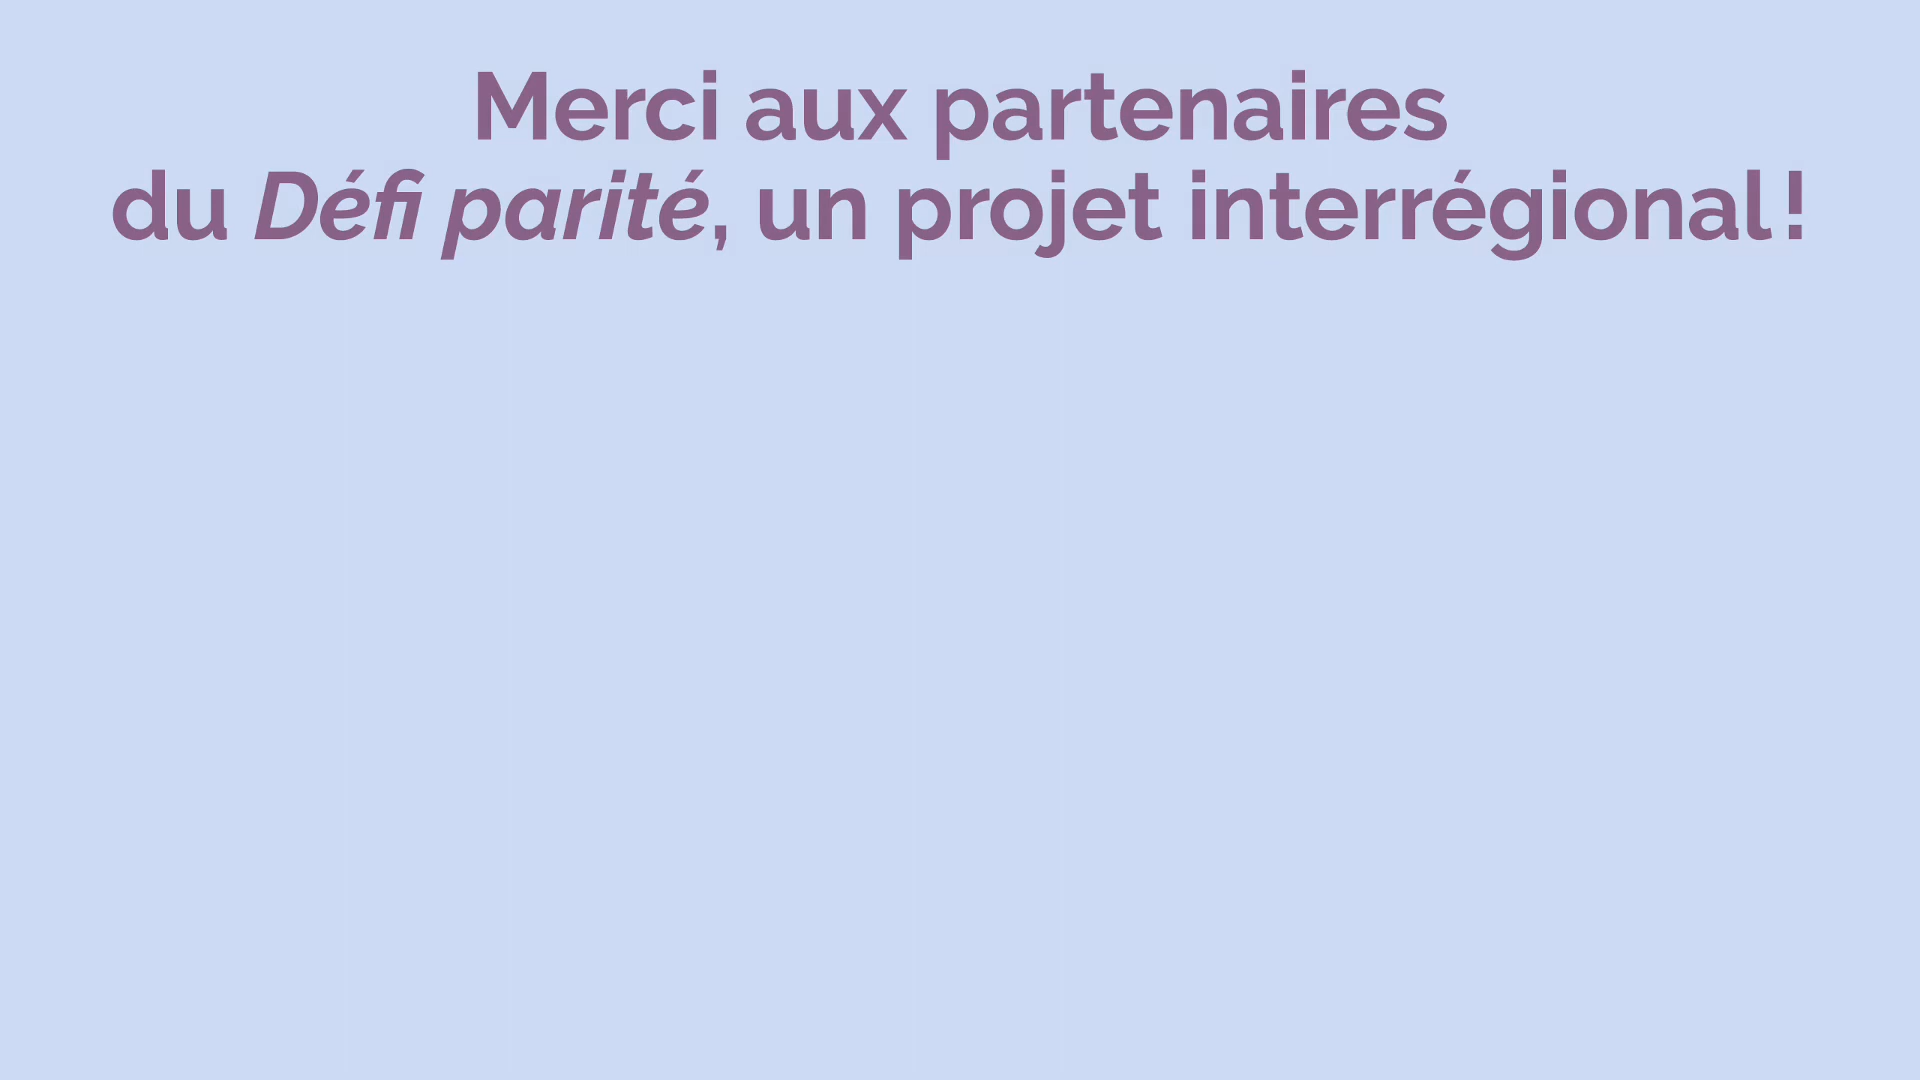 Merci aux partenaires
du Défi parité, un projet interrégional !